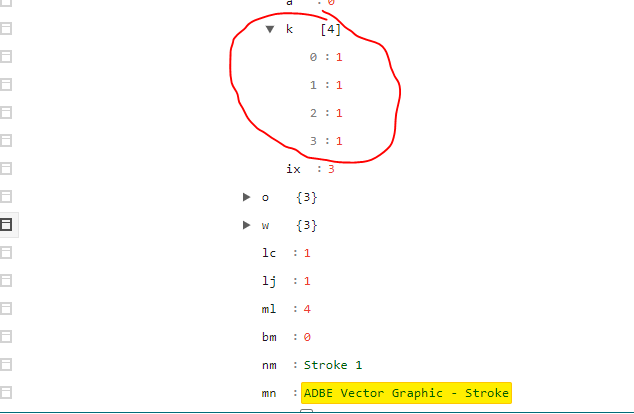 a : 0
k [4]
0 : 1
1 : 1
2 : 1
3 : 1
ix : 3
o {3}
w {3}
lc : 1
lj : 1
ml : 4
bm : 0
nm : Stroke 1
mn : ADBE Vector Graphic - Stroke